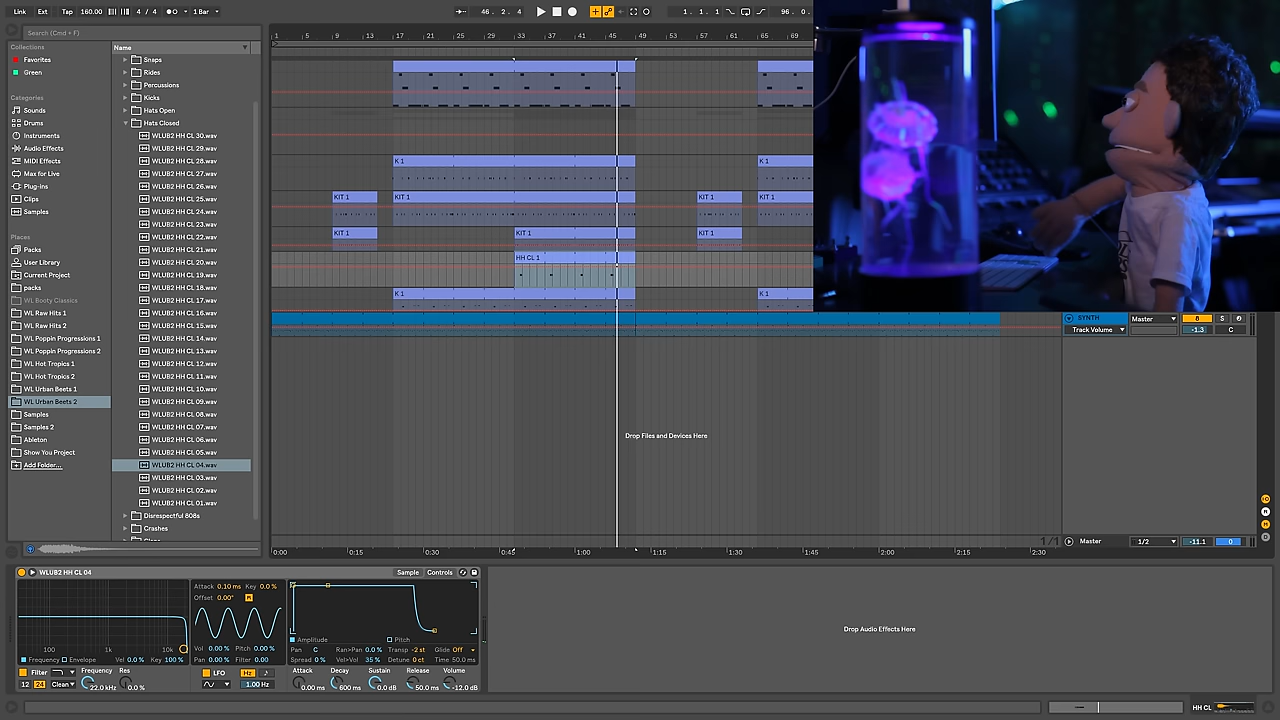 Link Ext Tap 160.00 4 / 4 1 Bar 46. 2. 4 1. 1. 1 96. 0.
Search (Cmd + F)
Collections
Favorites
Green
Categories
Sounds
Drums
Instruments
Audio Effects
MIDI Effects
Max for Live
Plug-ins
Clips
Samples
Places
Packs
User Library
Current Project
packs
WL Booty Classics
WL Raw Hits 1
WL Raw Hits 2
WL Poppin Progressions 1
WL Poppin Progressions 2
WL Hot Tropics 1
WL Hot Tropics 2
WL Urban Beets 1
WL Urban Beets 2
Samples
Samples 2
Ableton
Show You Project
Add Folder...
Name
Snaps
Rides
Percussions
Kicks
Hats Open
Hats Closed
WLUB2 HH CL 30.wav
WLUB2 HH CL 29.wav
WLUB2 HH CL 28.wav
WLUB2 HH CL 27.wav
WLUB2 HH CL 26.wav
WLUB2 HH CL 25.wav
WLUB2 HH CL 24.wav
WLUB2 HH CL 23.wav
WLUB2 HH CL 22.wav
WLUB2 HH CL 21.wav
WLUB2 HH CL 20.wav
WLUB2 HH CL 19.wav
WLUB2 HH CL 18.wav
WLUB2 HH CL 17.wav
WLUB2 HH CL 16.wav
WLUB2 HH CL 15.wav
WLUB2 HH CL 14.wav
WLUB2 HH CL 13.wav
WLUB2 HH CL 12.wav
WLUB2 HH CL 11.wav
WLUB2 HH CL 10.wav
WLUB2 HH CL 09.wav
WLUB2 HH CL 08.wav
WLUB2 HH CL 07.wav
WLUB2 HH CL 06.wav
WLUB2 HH CL 05.wav
WLUB2 HH CL 04.wav
WLUB2 HH CL 03.wav
WLUB2 HH CL 02.wav
WLUB2 HH CL 01.wav
Disrespectful 808s
Crashes
1 5 9 13 17 21 25 29 33 37 41 45 49 53 57 61 65 69
K 1 K 1
KIT 1 KIT 1 KIT 1 KIT 1
KIT 1 KIT 1 KIT 1
HH CL 1
K 1 K 1
SYNTH Master 8 S
Track Volume -1.3 C
Drop Files and Devices Here
1/1 Master 1/2 -11.1 0
0:00 0:15 0:30 0:45 1:00 1:15 1:30 1:45 2:00 2:15 2:30
WLUB2 HH CL 04 Sample Controls
Attack 0.10 ms Key 0.0 %
Offset 0.00° R
100 1k 10k
Vol 0.00 % Pitch 0.00 %
Pan 0.00 % Filter 0.00
Frequency Envelope Vel 0.0 % Key 100 %
Amplitude Pitch
Pan C Ran>Pan 0.0 % Transp -2 st Glide Off
Spread 0 % Vel>Vol 35 % Detune 0 ct Time 50.0 ms
Filter Frequency Res
12 24 Clean 22.0 kHz 0.0 %
LFO Hz
1.00 Hz
Attack Decay Sustain Release Volume
0.00 ms 600 ms 0.0 dB 50.0 ms -12.0 dB
Drop Audio Effects Here
HH CL